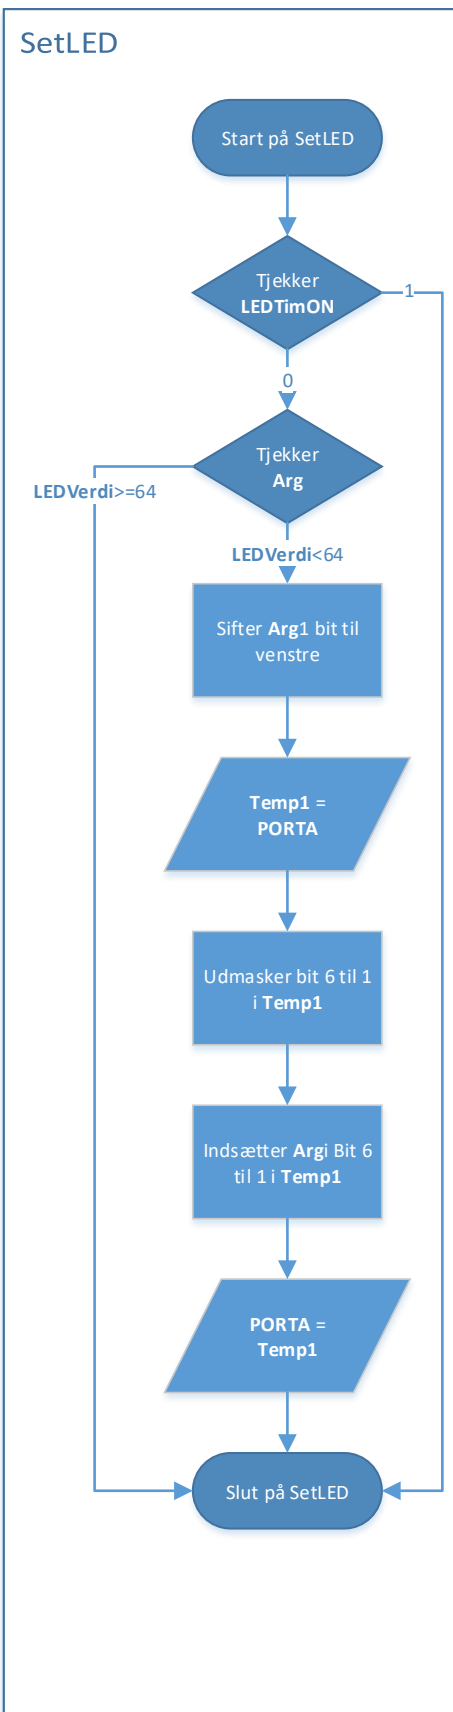 SetLED
Start på SetLED
Tjekker
LEDTimON
1
0
Tjekker
Arg
LEDVerdi>=64
LEDVerdi<64
Sifter Arg1 bit til
venstre
Temp1 =
PORTA
Udmasker bit 6 til 1
i Temp1
Indsætter Argi Bit 6
til 1 i Temp1
PORTA =
Temp1
Slut på SetLED